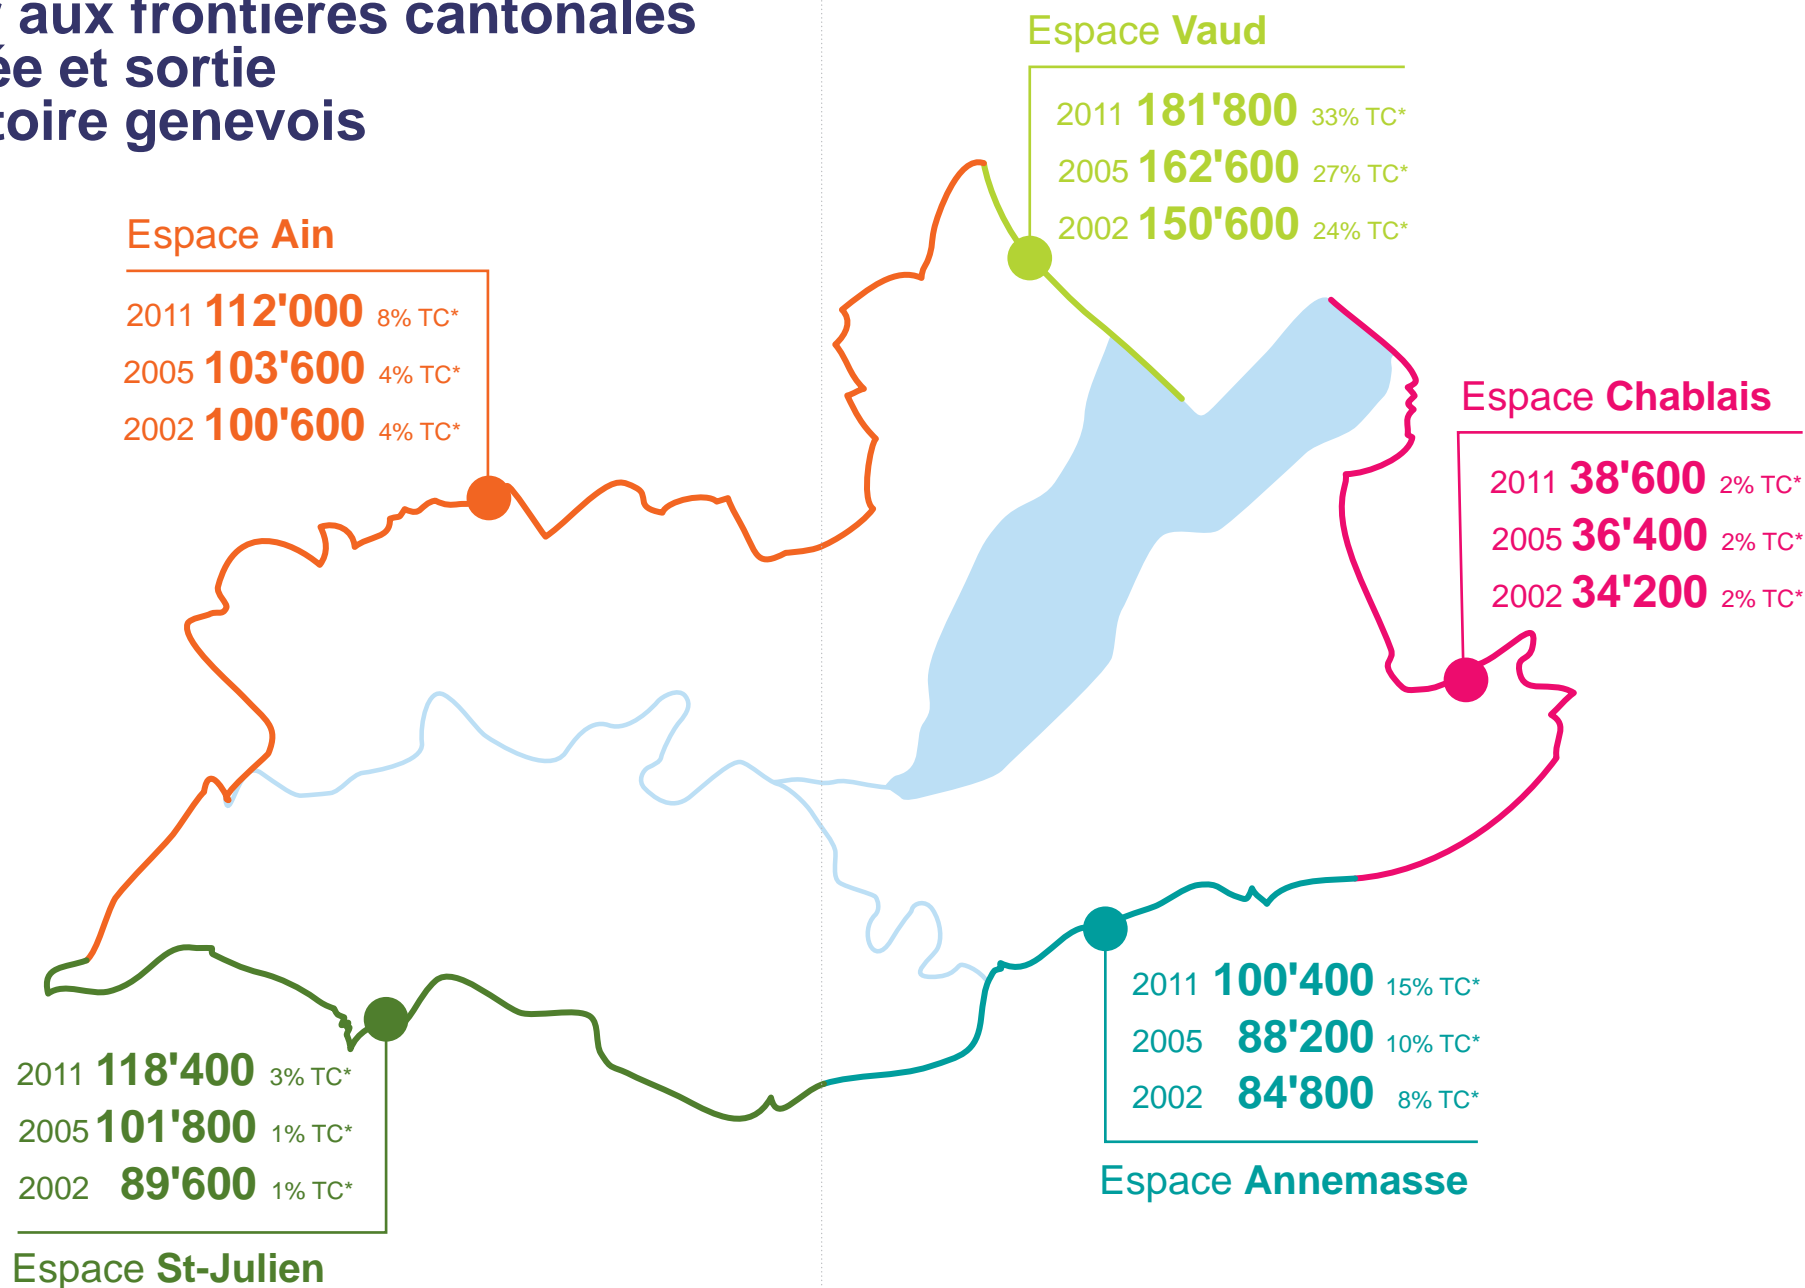 aux frontières cantonales
et sortie
genevois
Espace Vaud
2011 181'800 33% TC*
2005 162'600 27% TC*
2002 150'600 24% TC*
Espace Ain
2011 112'000 8% TC*
2005 103'600 4% TC*
2002 100'600 4% TC*
Espace Chablais
2011 38'600 2% TC*
2005 36'400 2% TC*
2002 34'200 2% TC*
2011 118'400 3% TC*
2005 101'800 1% TC*
2002 89'600 1% TC*
Espace St-Julien
2011 100'400 15% TC*
2005 88'200 10% TC*
2002 84'800 8% TC*
Espace Annemasse